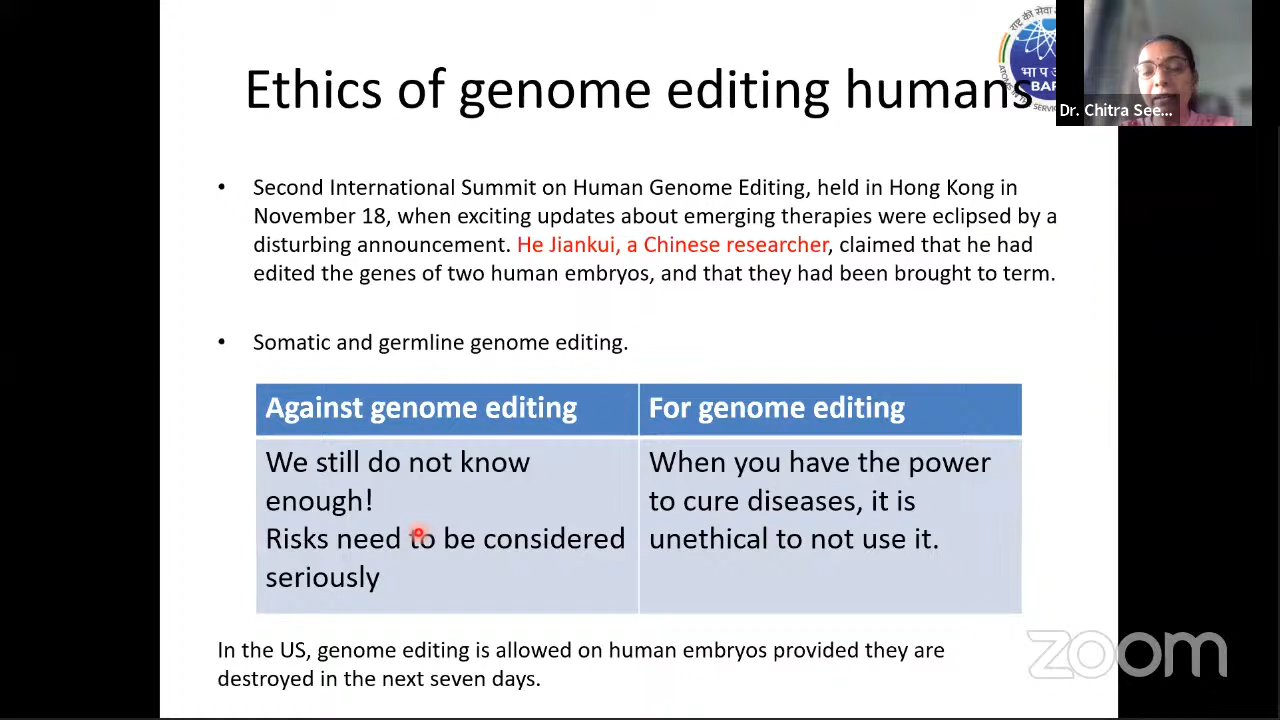 Ethics of genome editing humans
राष्ट्र की सेवा
भा प
BAR
ATOMS IN
SERVIC
Dr. Chitra See...
• Second International Summit on Human Genome Editing, held in Hong Kong in
November 18, when exciting updates about emerging therapies were eclipsed by a
disturbing announcement. He Jiankui, a Chinese researcher, claimed that he had
edited the genes of two human embryos, and that they had been brought to term.
• Somatic and germline genome editing.
Against genome editing
We still do not know
enough!
Risks need to be considered
seriously
For genome editing
When you have the power
to cure diseases, it is
unethical to not use it.
In the US, genome editing is allowed on human embryos provided they are
destroyed in the next seven days.
zoom